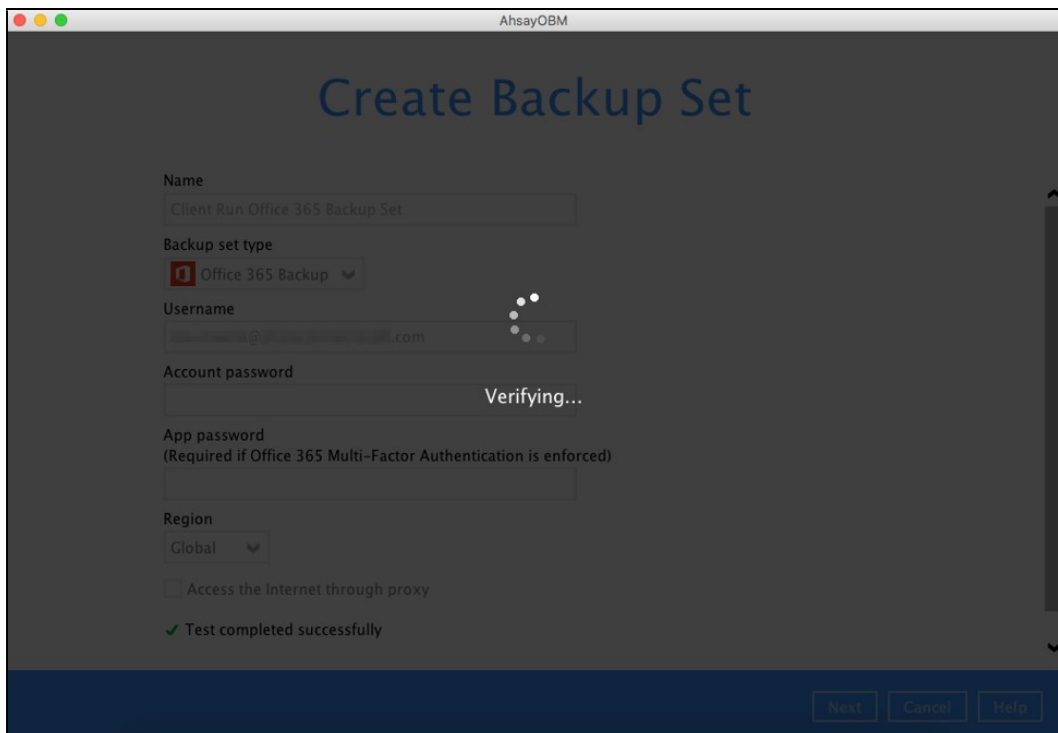 AhsayOBM
Create Backup Set
Name
Client Run Office 365 Backup Set
Backup set type
Office 365 Backup
Username
.com
Account password
Verifying...
App password
(Required if Office 365 Multi-Factor Authentication is enforced)
Region
Global
Access the Internet through proxy
Test completed successfully
Next Cancel Help